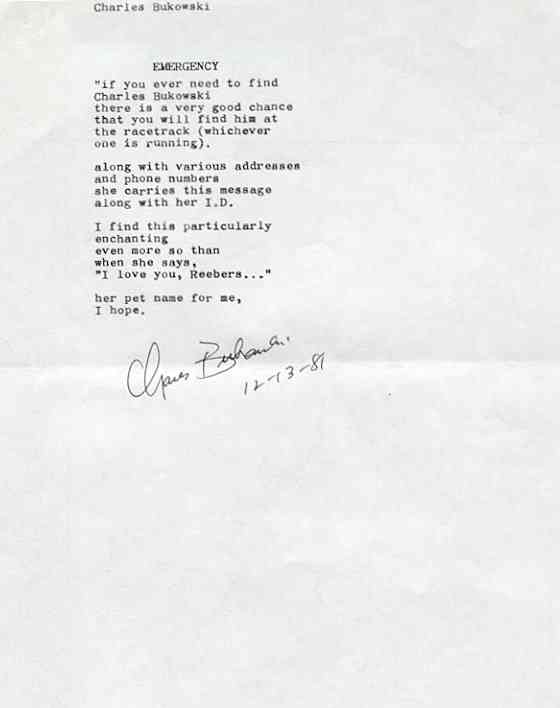 Charles Bukowski
EMERGENCY
"if you ever need to find
Charles Bukowski
there is a very good chance
that you will find him at
the racetrack (whichever
one is running).
along with various addresses
and phone numbers
she carries this message
along with her I.D.
I find this particularly
enchanting
even more so than
when she says,
"I love you, Reebers..."
her pet name for me,
I hope.
Charles Bukowski
12-13-81